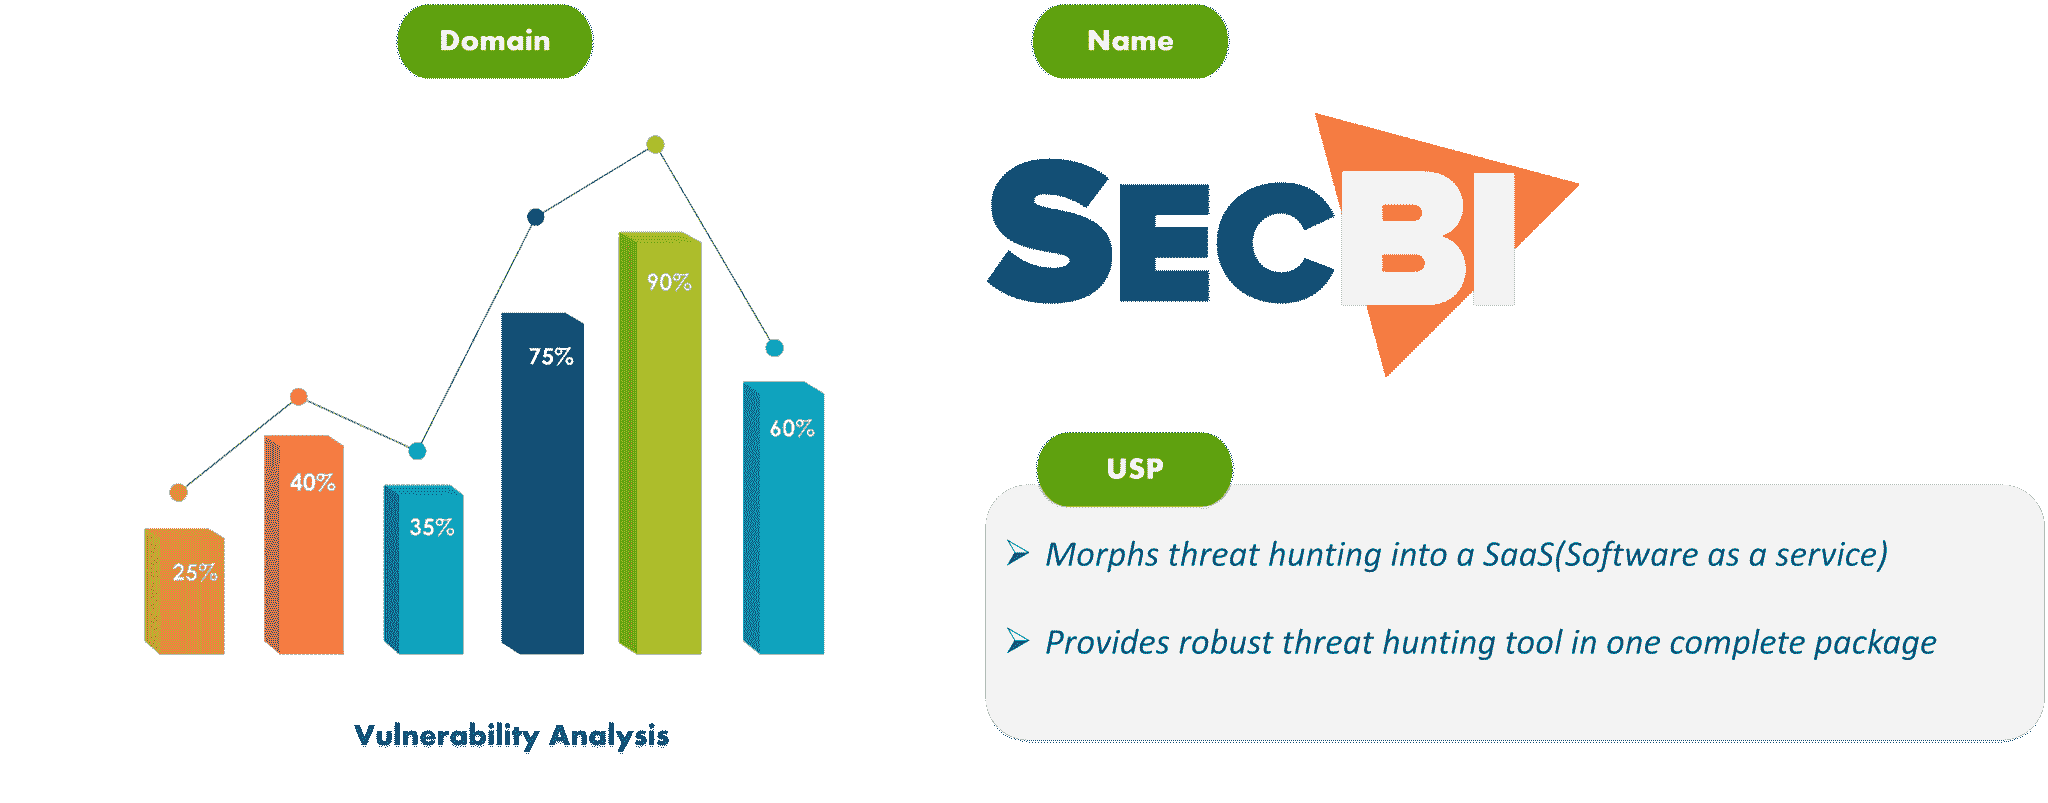 Domain
25%
40%
35%
75%
90%
60%
Vulnerability Analysis
Name
SECBI
USP
Morphs threat hunting into a SaaS(Software as a service)
Provides robust threat hunting tool in one complete package